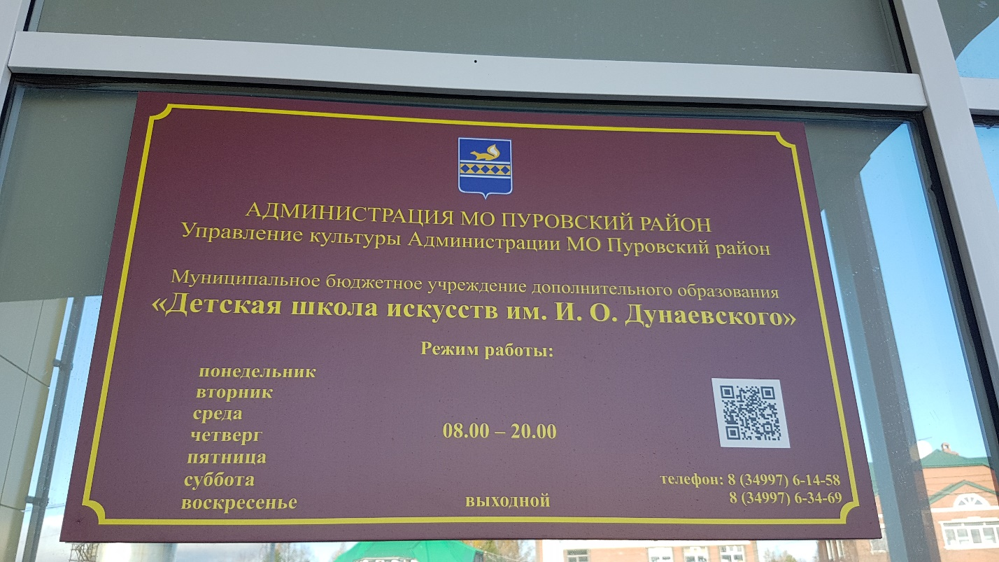 АДМИНИСТРАЦИЯ МО ПУРОВСКИЙ РАЙОН
Управление культуры Администрации МО Пуровский район
Муниципальное бюджетное учреждение дополнительного образования
«Детская школа искусств им. И. О. Дунаевского»
Режим работы:
понедельник
вторник
среда
четверг 08.00 – 20.00
пятница
суббота
воскресенье выходной
телефон: 8 (34997) 6-14-58
8 (34997) 6-34-69